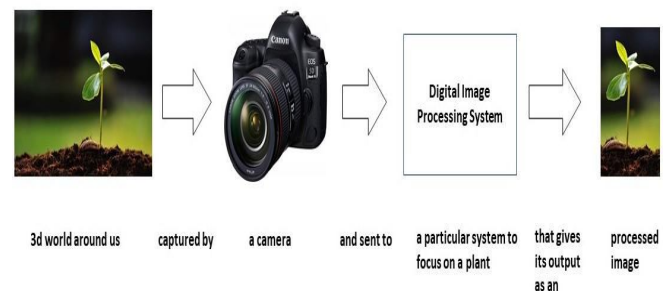 Canon
EOS
5D
Digital Image
Processing System
3d world around us
captured by
a camera
and sent to
a particular system to
focus on a plant
that gives
its output
as an
processed
image